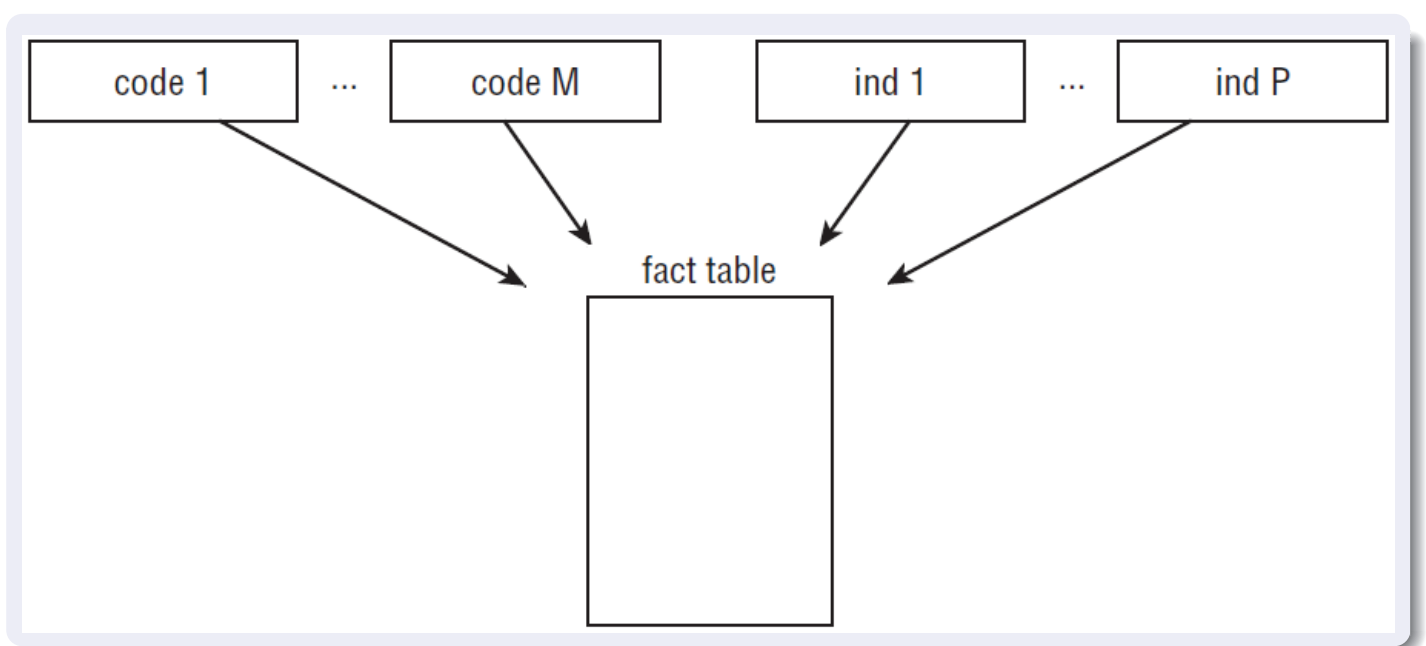 code 1 ... code M ind 1 ... ind P
fact table